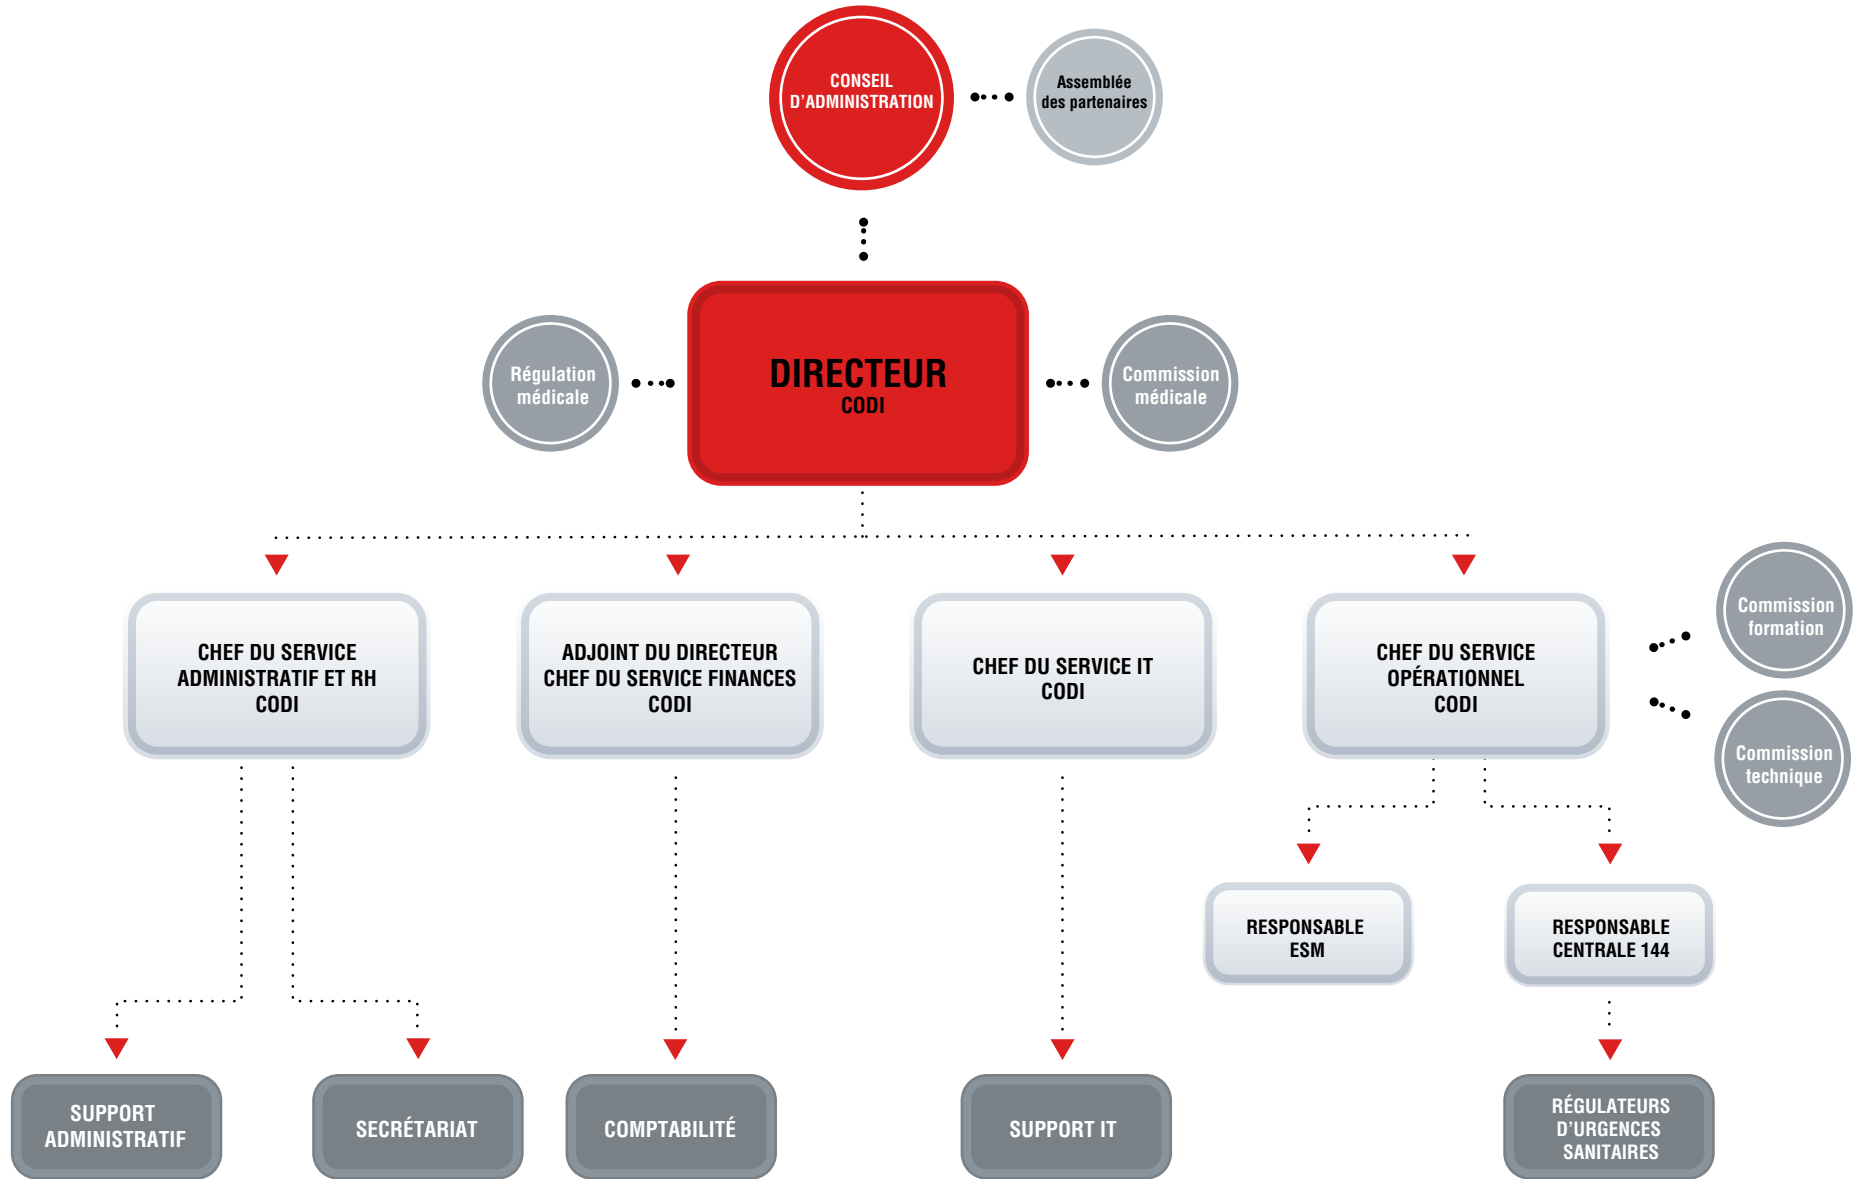 CONSEIL
D'ADMINISTRATION
Assemblée
des partenaires
Régulation
médicale
DIRECTEUR
CODI
Commission
médicale
CHEF DU SERVICE
ADMINISTRATIF ET RH
CODI
ADJOINT DU DIRECTEUR
CHEF DU SERVICE FINANCES
CODI
CHEF DU SERVICE IT
CODI
CHEF DU SERVICE
OPÉRATIONNEL
CODI
Commission
formation
Commission
technique
RESPONSABLE
ESM
RESPONSABLE
CENTRALE 144
SUPPORT
ADMINISTRATIF
SECRÉTARIAT
COMPTABILITÉ
SUPPORT IT
RÉGULATEURS
D'URGENCES
SANITAIRES